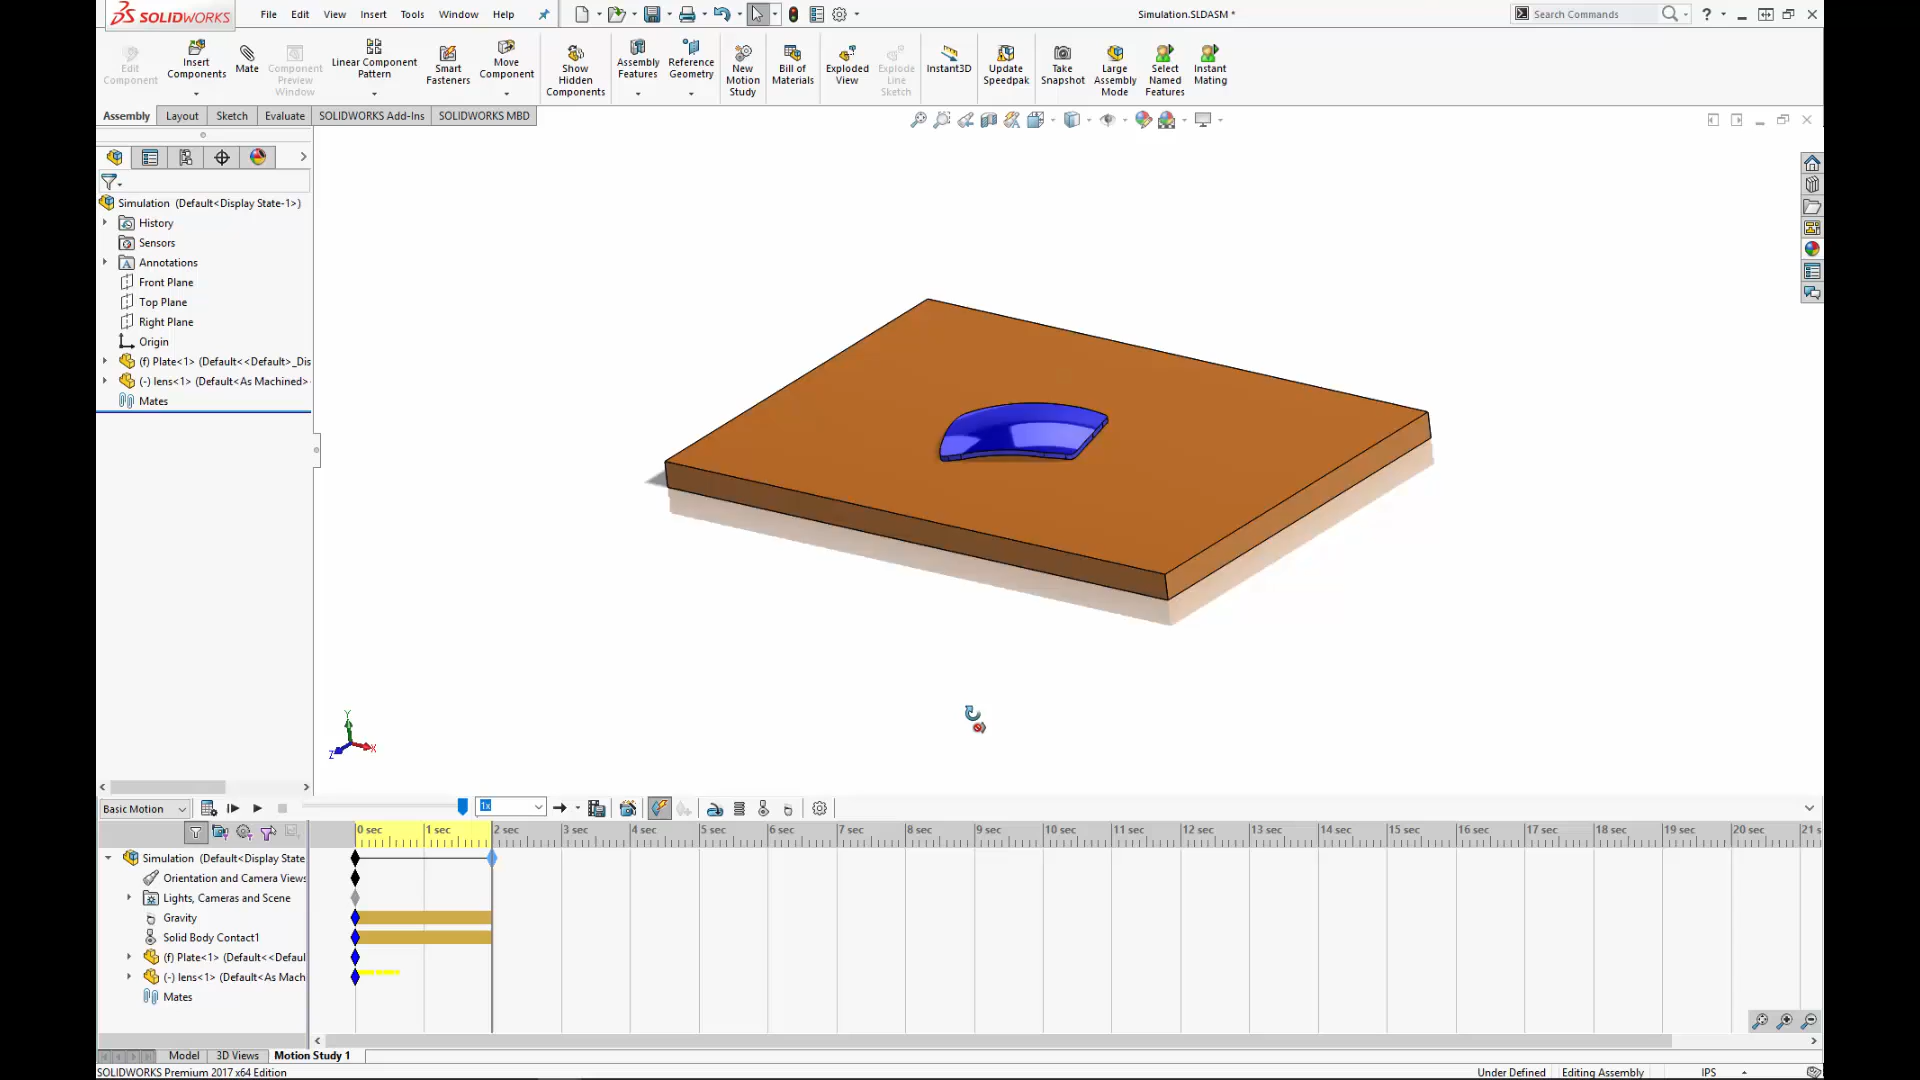 SOLIDWORKS File Edit View Insert Tools Window Help Simulation.SLDASM * Search Commands ?
Edit Component Insert Components Mate Component Preview Window Linear Component Pattern Smart Fasteners Move Component Show Hidden Components Assembly Features Reference Geometry New Motion Study Bill of Materials Exploded View Explode Line Sketch Instant3D Update Speedpak Take Snapshot Large Assembly Mode Select Named Features Instant Mating
Assembly Layout Sketch Evaluate SOLIDWORKS Add-Ins SOLIDWORKS MBD
Simulation (Default<Display State-1>)
History
Sensors
Annotations
Front Plane
Top Plane
Right Plane
Origin
(f) Plate<1> (Default<<Default>_Dis
(-) lens<1> (Default<As Machined>
Mates
Y
Z X
Basic Motion 1x
0 sec 1 sec 2 sec 3 sec 4 sec 5 sec 6 sec 7 sec 8 sec 9 sec 10 sec 11 sec 12 sec 13 sec 14 sec 15 sec 16 sec 17 sec 18 sec 19 sec 20 sec 21 s
Simulation (Default<Display State
Orientation and Camera Views
Lights, Cameras and Scene
Gravity
Solid Body Contact1
(f) Plate<1> (Default<<Defaul
(-) lens<1> (Default<As Mach
Mates
Model 3D Views Motion Study 1
SOLIDWORKS Premium 2017 x64 Edition Under Defined Editing Assembly IPS